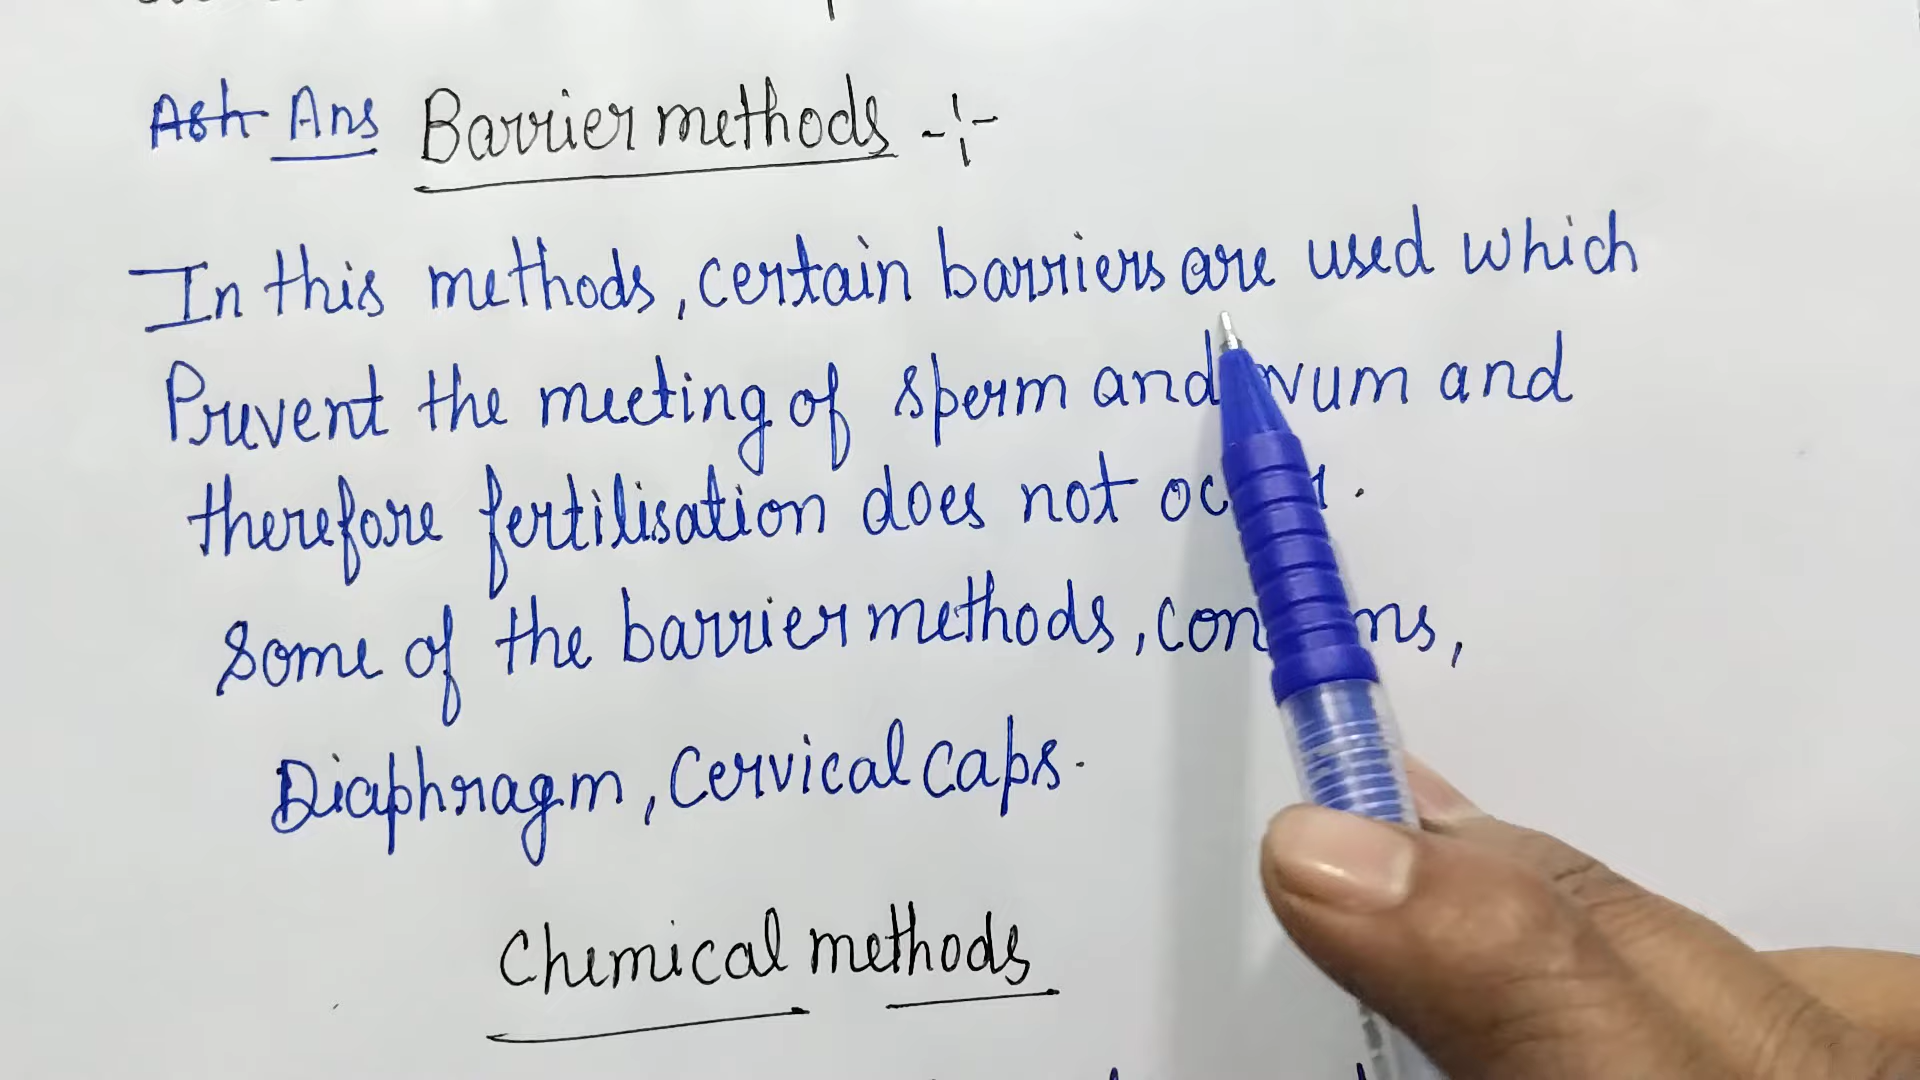 Ash Ans Barrier methods -:-
In this methods, certain barriers are used which
Prevent the meeting of sperm and and
therefore fertilisation does not
Some of the barrier methods,
Diaphragm, Cervical caps.
Chemical methods